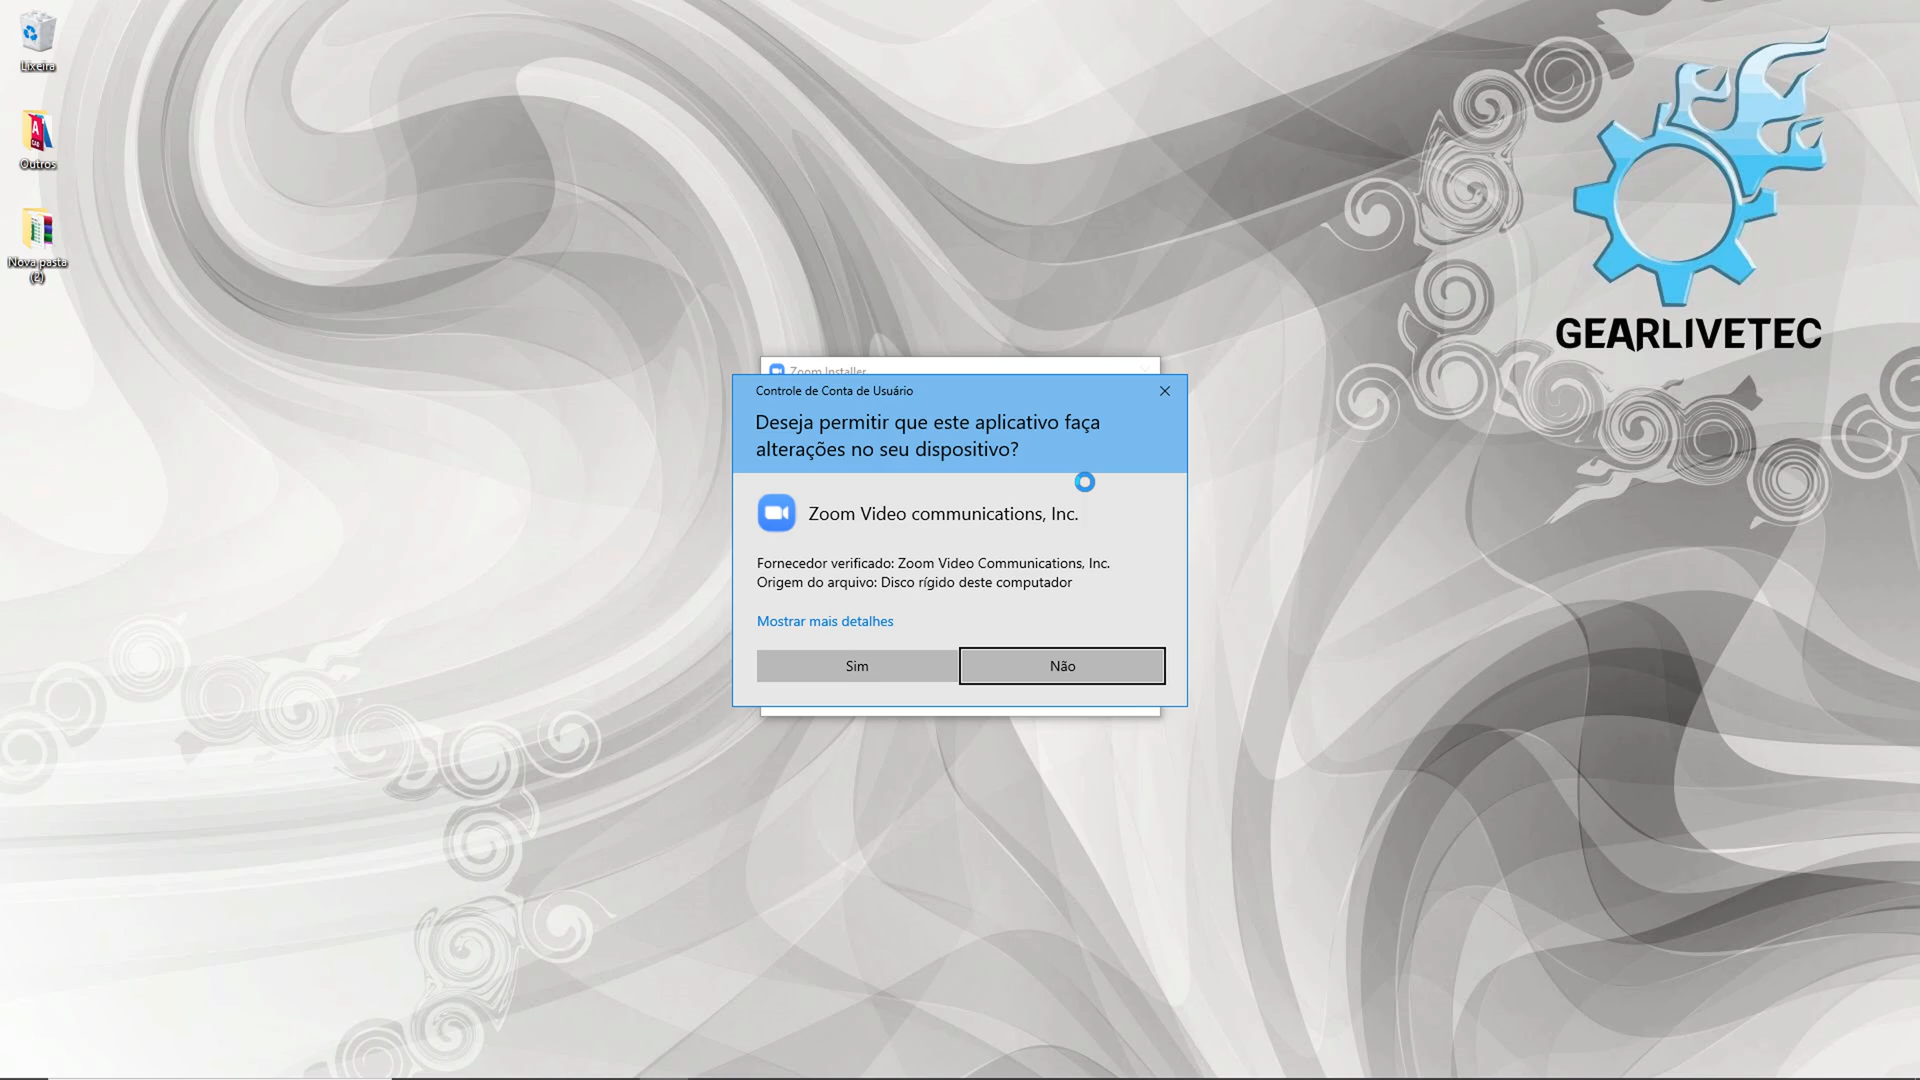 Lixeira
Outros
Nova pasta
(2)
GEARLIVETEC
Zoom Installer
Controle de Conta de Usuário
Deseja permitir que este aplicativo faça
alterações no seu dispositivo?
Zoom Video communications, Inc.
Fornecedor verificado: Zoom Video Communications, Inc.
Origem do arquivo: Disco rígido deste computador
Mostrar mais detalhes
Sim
Não